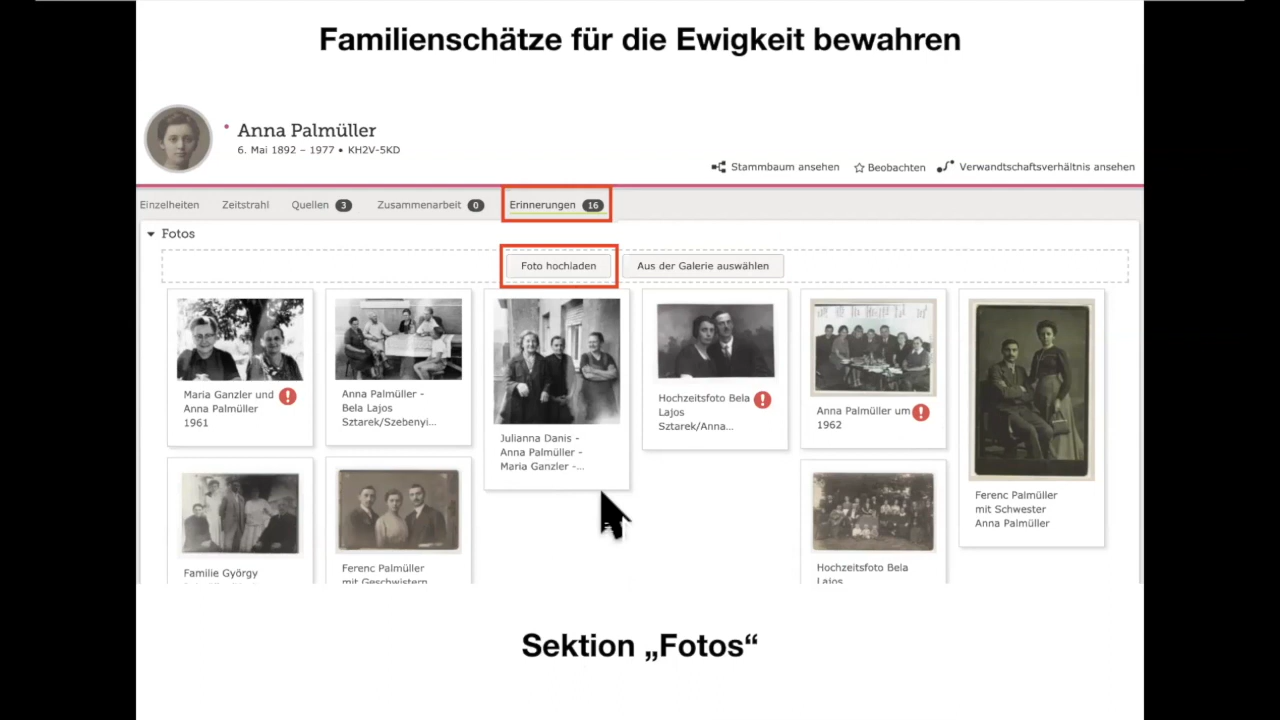 Familienschätze für die Ewigkeit bewahren
Anna Palmüller
6. Mai 1892 – 1977 • KH2V-5KD
Stammbaum ansehen
Beobachten
Verwandtschaftsverhältnis ansehen
Einzelheiten
Zeitstrahl
Quellen 3
Zusammenarbeit 0
Erinnerungen 16
Fotos
Foto hochladen
Aus der Galerie auswählen
Maria Ganzler und
Anna Palmüller
1961
Anna Palmüller -
Bela Lajos
Sztarek/Szebenyi...
Julianna Danis -
Anna Palmüller -
Maria Ganzler -...
Hochzeitsfoto Bela
Lajos
Sztarek/Anna...
Anna Palmüller um
1962
Ferenc Palmüller
mit Schwester
Anna Palmüller
Familie György
Ferenc Palmüller
mit Geschwistern
Hochzeitsfoto Bela
Lajos
Sektion „Fotos“